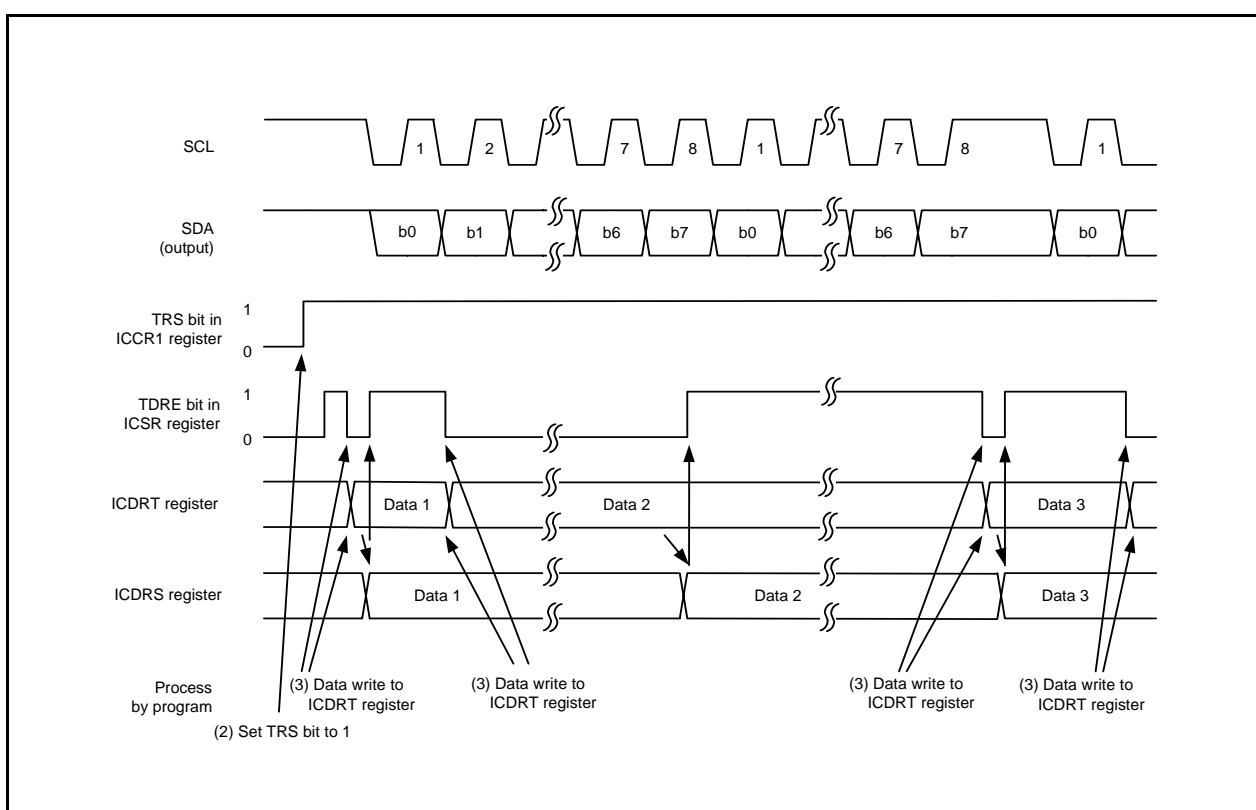 SCL
1 2 7 8 1 7 8 1
SDA
(output)
b0 b1 b6 b7 b0 b6 b7 b0
TRS bit in
ICCR1 register
1
0
TDRE bit in
ICSR register
1
0
ICDRT register
Data 1 Data 2 Data 3
ICDRS register
Data 1 Data 2 Data 3
Process
by program
(3) Data write to
ICDRT register
(3) Data write to
ICDRT register
(3) Data write to
ICDRT register
(3) Data write to
ICDRT register
(2) Set TRS bit to 1